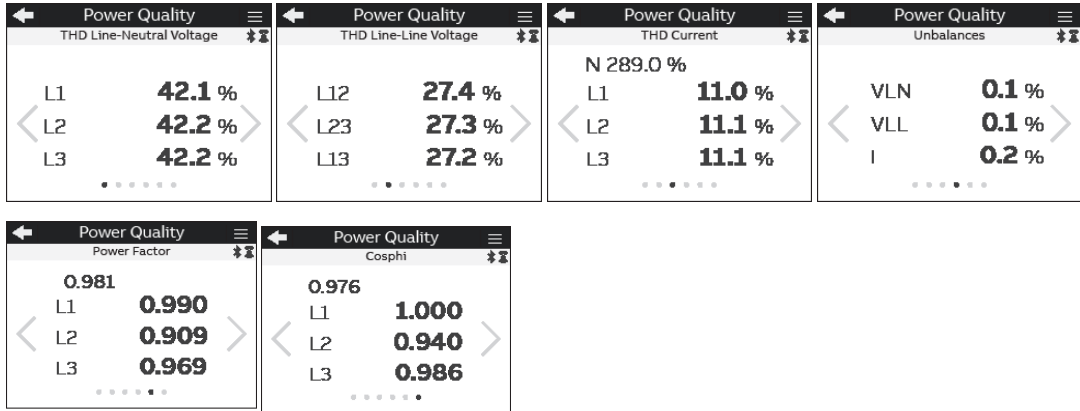 Power Quality
THD Line-Neutral Voltage
L1 42.1 %
L2 42.2 %
L3 42.2 %
Power Quality
THD Line-Line Voltage
L12 27.4 %
L23 27.3 %
L13 27.2 %
Power Quality
THD Current
N 289.0 %
L1 11.0 %
L2 11.1 %
L3 11.1 %
Power Quality
Unbalances
VLN 0.1 %
VLL 0.1 %
I 0.2 %
Power Quality
Power Factor
0.981
L1 0.990
L2 0.909
L3 0.969
Power Quality
Cosphi
0.976
L1 1.000
L2 0.940
L3 0.986